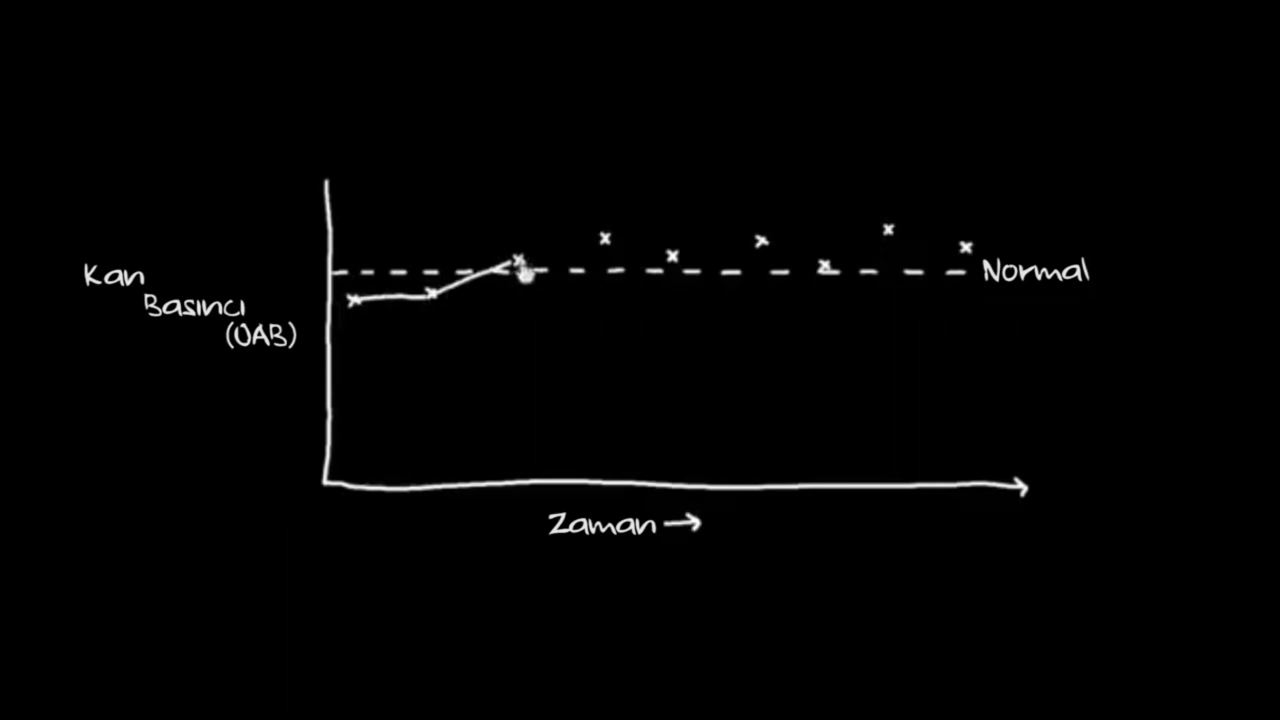 Kan
Basıncı
(OAB)
Normal
Zaman →